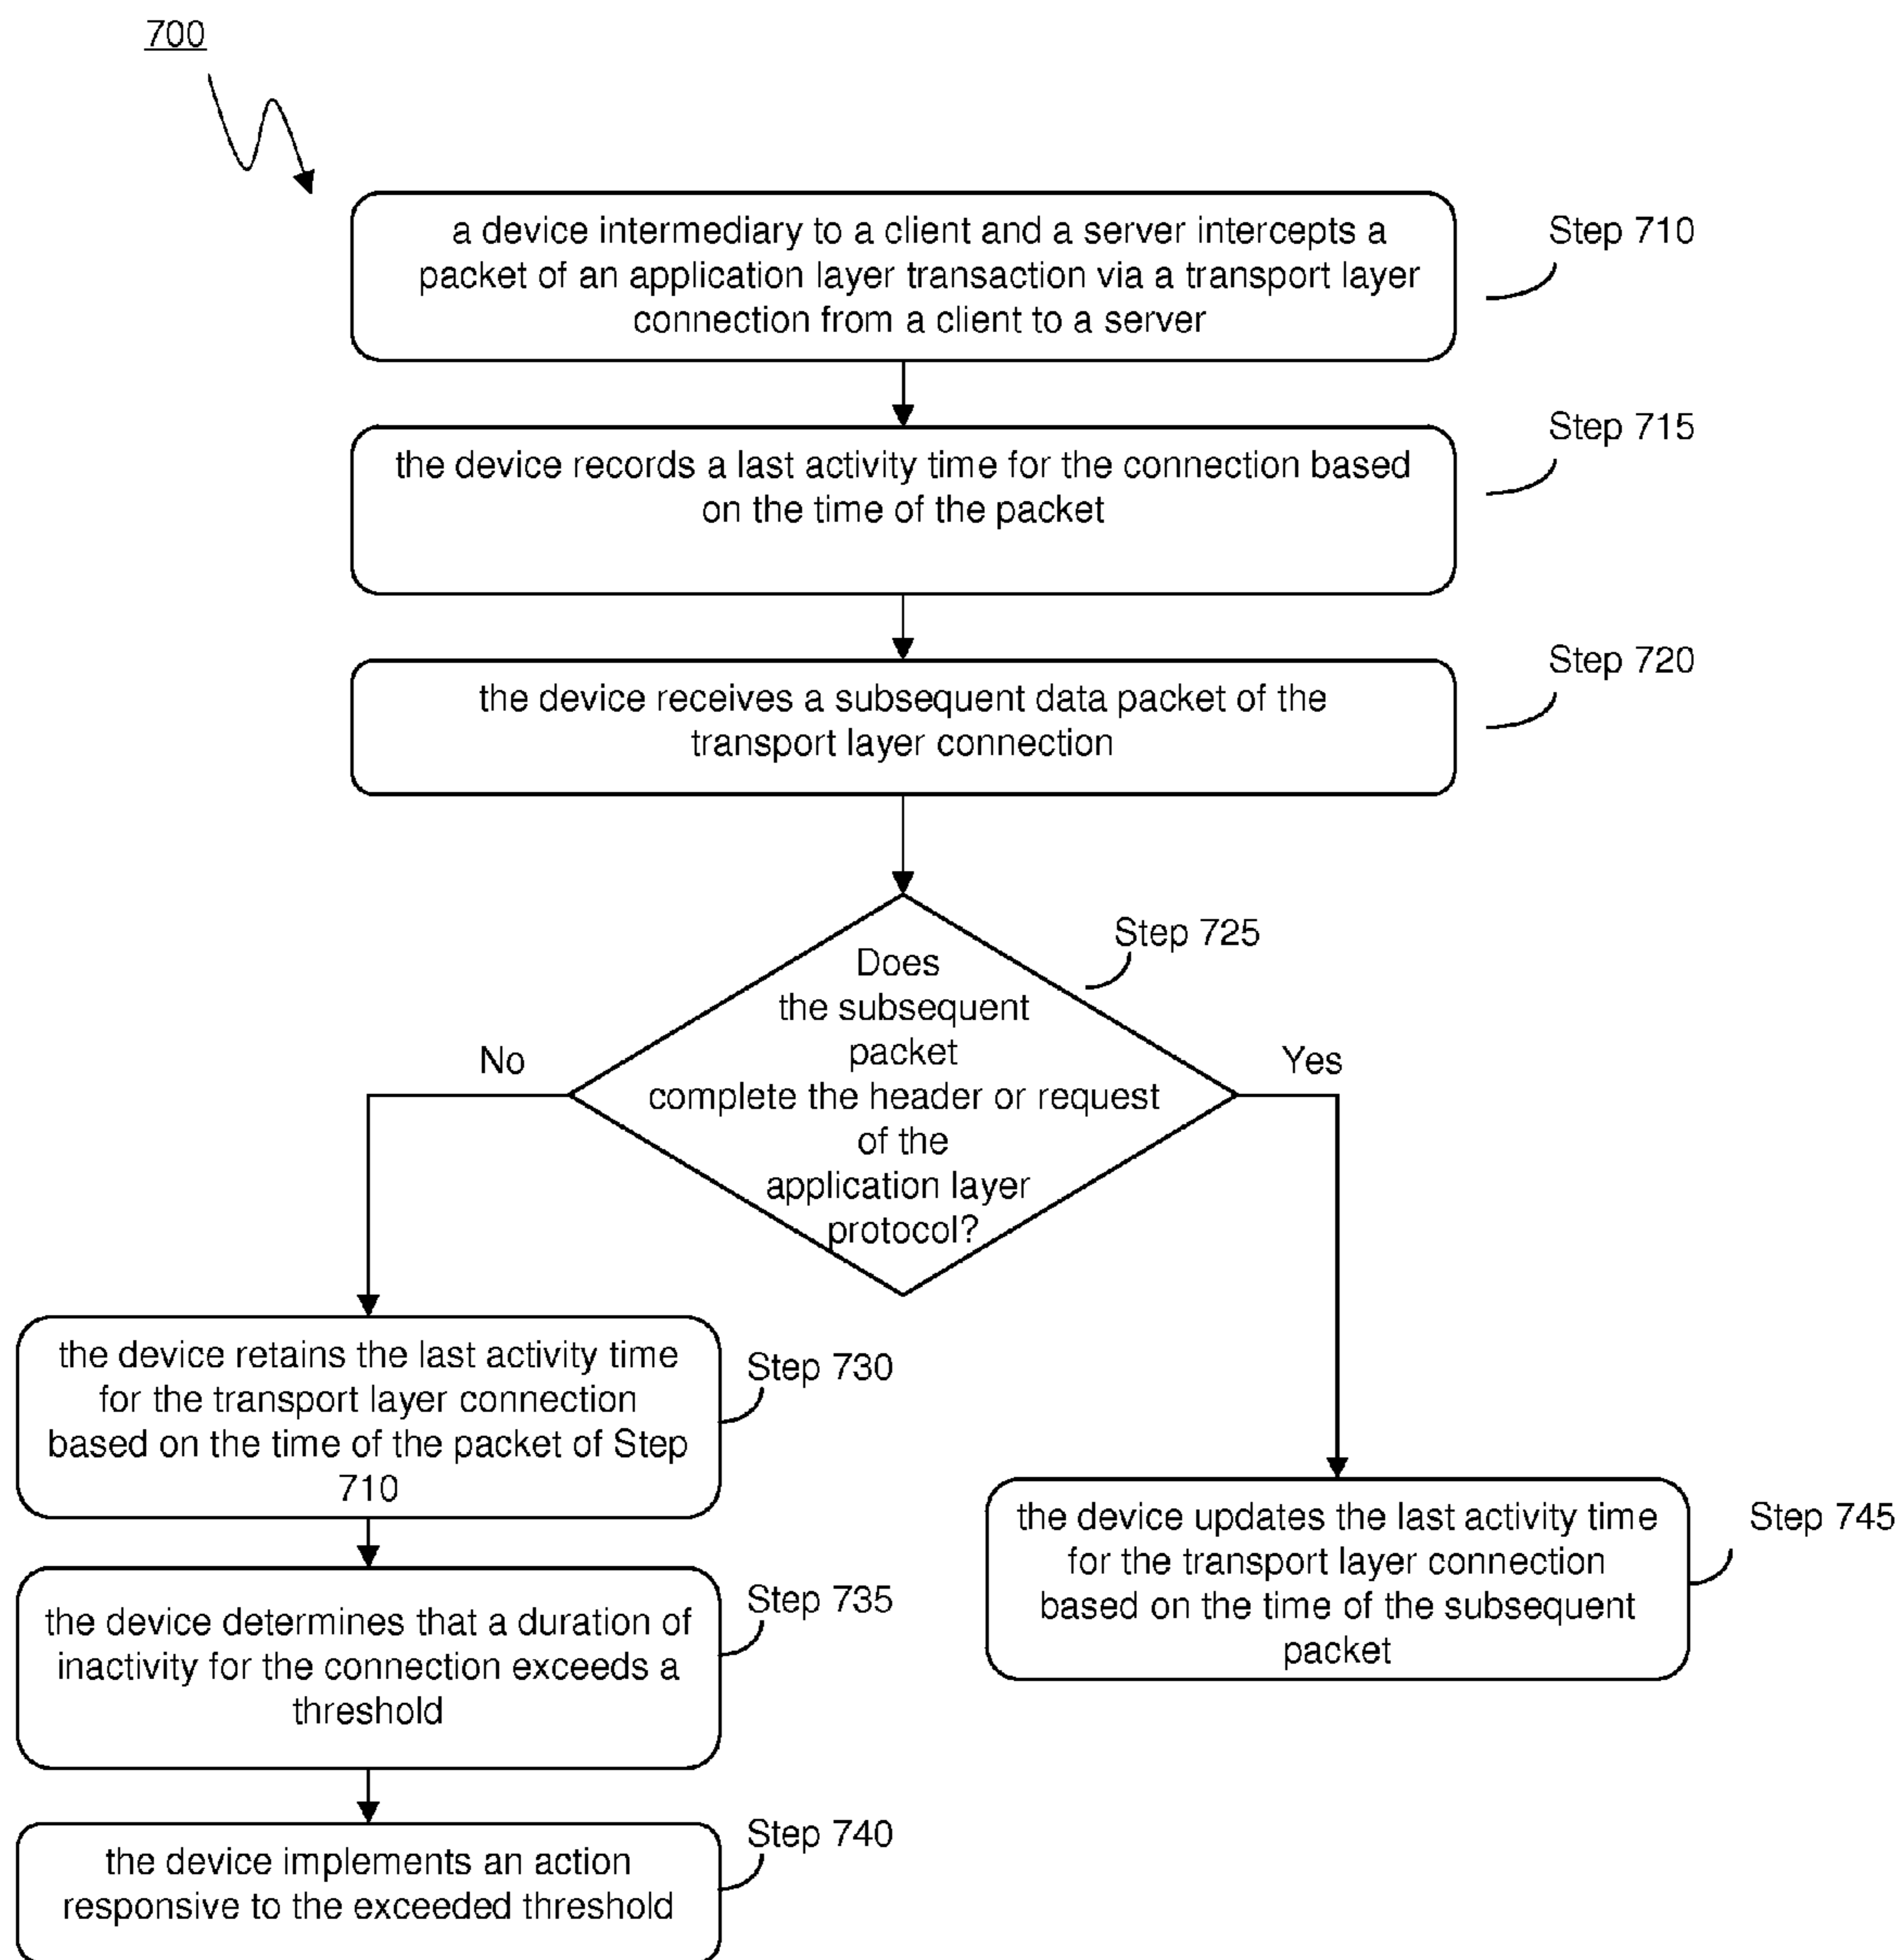 700
a device intermediary to a client and a server intercepts a
packet of an application layer transaction via a transport layer
connection from a client to a server
Step 710
the device records a last activity time for the connection based
on the time of the packet
Step 715
the device receives a subsequent data packet of the
transport layer connection
Step 720
Does
the subsequent
packet
complete the header or request
of the
application layer
protocol?
Step 725
No
Yes
the device retains the last activity time
for the transport layer connection
based on the time of the packet of Step
710
Step 730
the device determines that a duration of
inactivity for the connection exceeds a
threshold
Step 735
the device implements an action
responsive to the exceeded threshold
Step 740
the device updates the last activity time
for the transport layer connection
based on the time of the subsequent
packet
Step 745